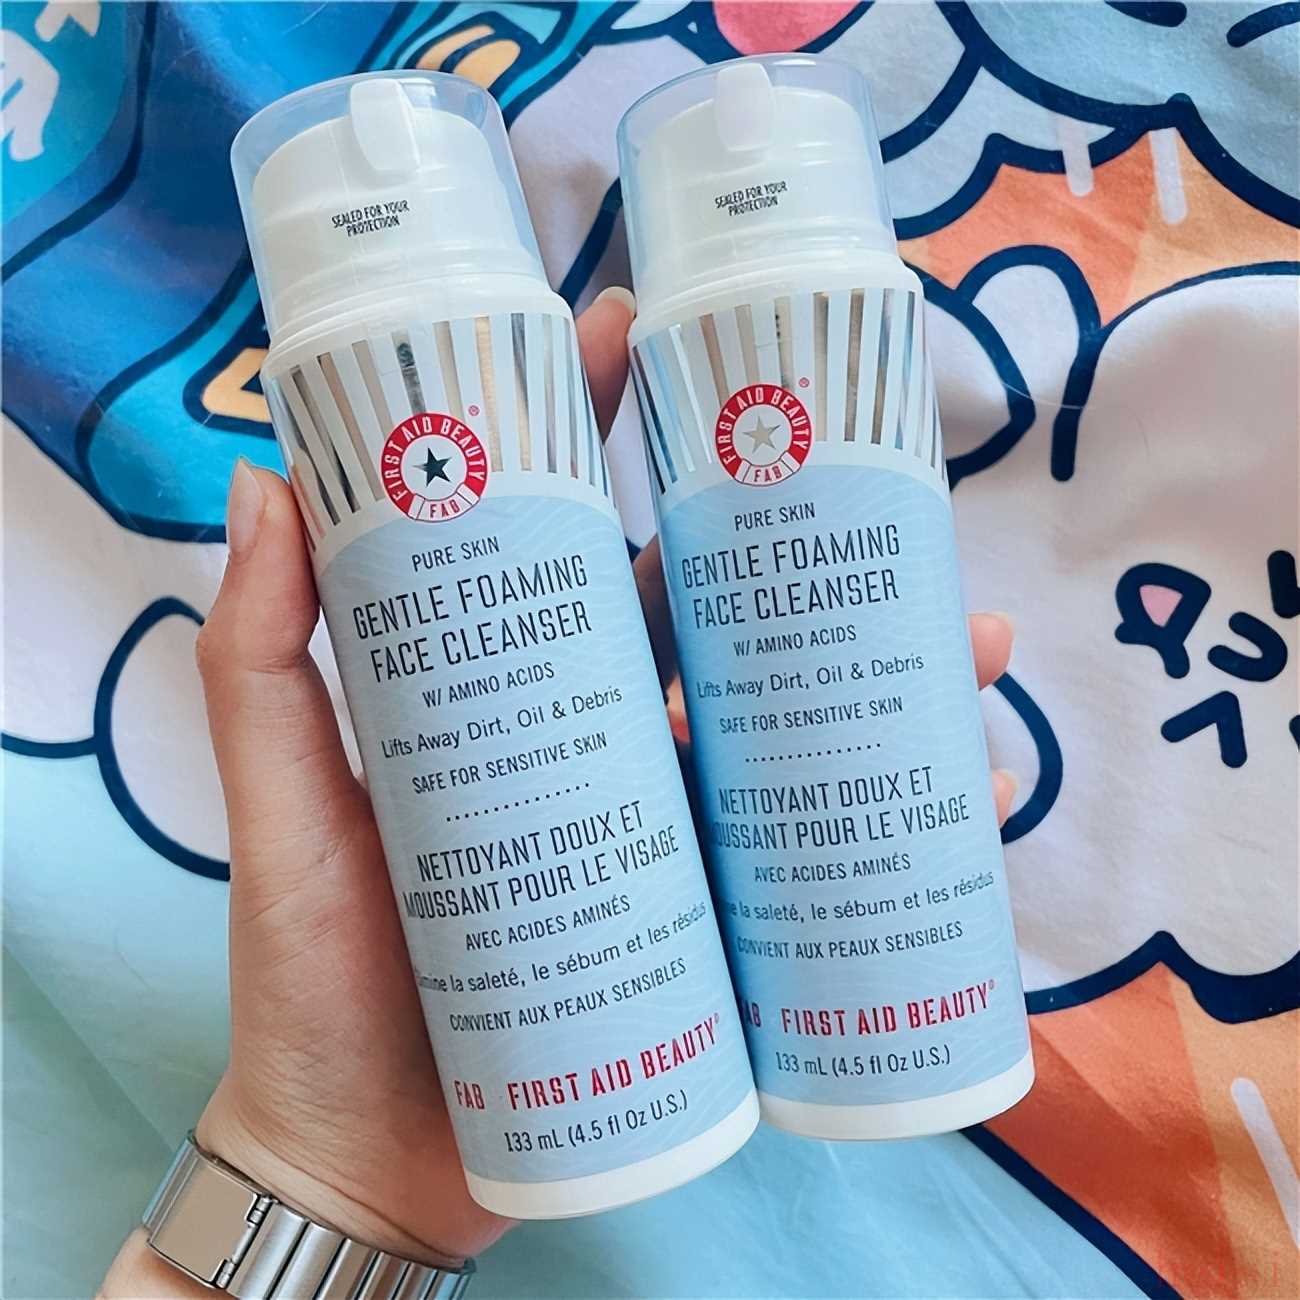 SEALED FOR YOUR
PROTECTION
FIRST AID BEAUTY
FAB
®
PURE SKIN
GENTLE FOAMING
FACE CLEANSER
W/ AMINO ACIDS
Lifts Away Dirt, Oil & Debris
SAFE FOR SENSITIVE SKIN
NETTOYANT DOUX ET
MOUSSANT POUR LE VISAGE
AVEC ACIDES AMINÉS
Élimine la saleté, le sébum et les résidus
CONVIENT AUX PEAUX SENSIBLES
FAB FIRST AID BEAUTY®
133 mL (4.5 fl Oz U.S.)
SEALED FOR YOUR
PROTECTION
FIRST AID BEAUTY
FAB
®
PURE SKIN
GENTLE FOAMING
FACE CLEANSER
W/ AMINO ACIDS
Lifts Away Dirt, Oil & Debris
SAFE FOR SENSITIVE SKIN
NETTOYANT DOUX ET
MOUSSANT POUR LE VISAGE
AVEC ACIDES AMINÉS
la saleté, le sébum et les résidus
CONVIENT AUX PEAUX SENSIBLES
FAB FIRST AID BEAUTY®
133 mL (4.5 fl Oz U.S.)